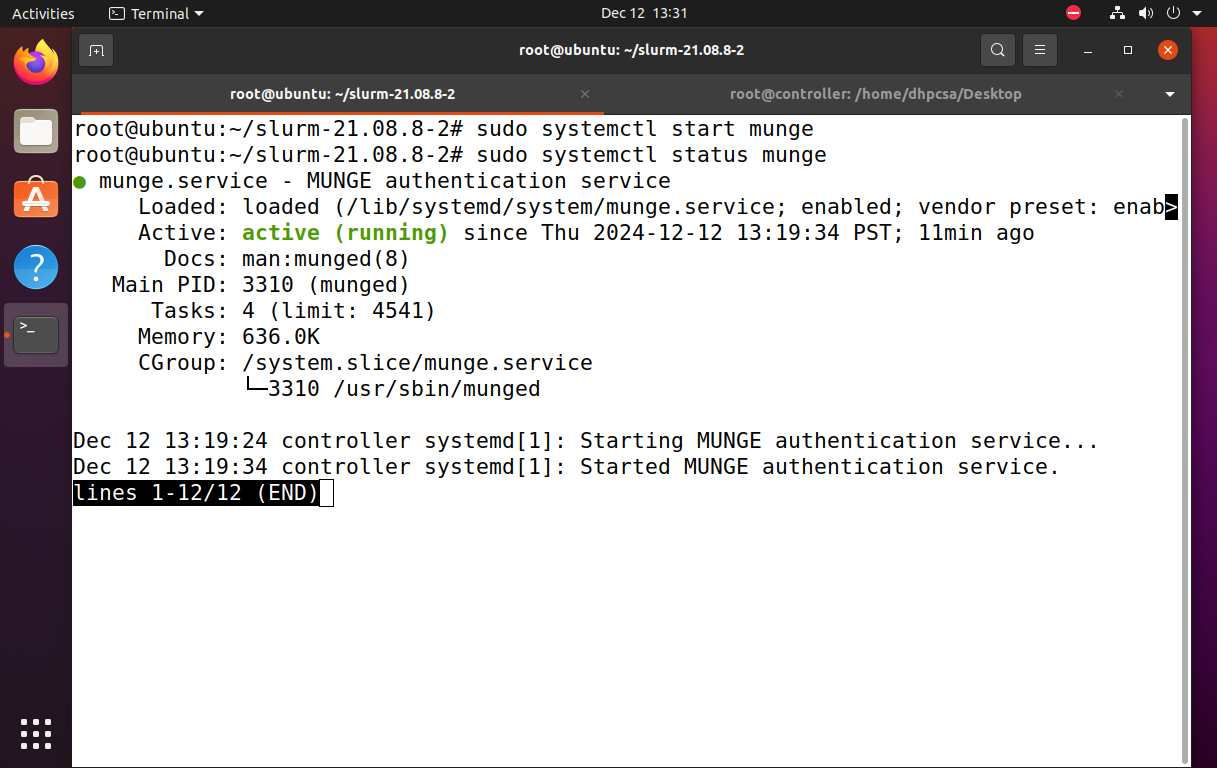 Activities
Terminal
Dec 12 13:31
root@ubuntu: ~/slurm-21.08.8-2
root@ubuntu: ~/slurm-21.08.8-2
root@controller: /home/dhpcsa/Desktop
root@ubuntu:~/slurm-21.08.8-2# sudo systemctl start munge
root@ubuntu:~/slurm-21.08.8-2# sudo systemctl status munge
● munge.service - MUNGE authentication service
     Loaded: loaded (/lib/systemd/system/munge.service; enabled; vendor preset: enab>
     Active: active (running) since Thu 2024-12-12 13:19:34 PST; 11min ago
       Docs: man:munged(8)
   Main PID: 3310 (munged)
      Tasks: 4 (limit: 4541)
     Memory: 636.0K
     CGroup: /system.slice/munge.service
             └─3310 /usr/sbin/munged
Dec 12 13:19:24 controller systemd[1]: Starting MUNGE authentication service...
Dec 12 13:19:34 controller systemd[1]: Started MUNGE authentication service.
lines 1-12/12 (END)